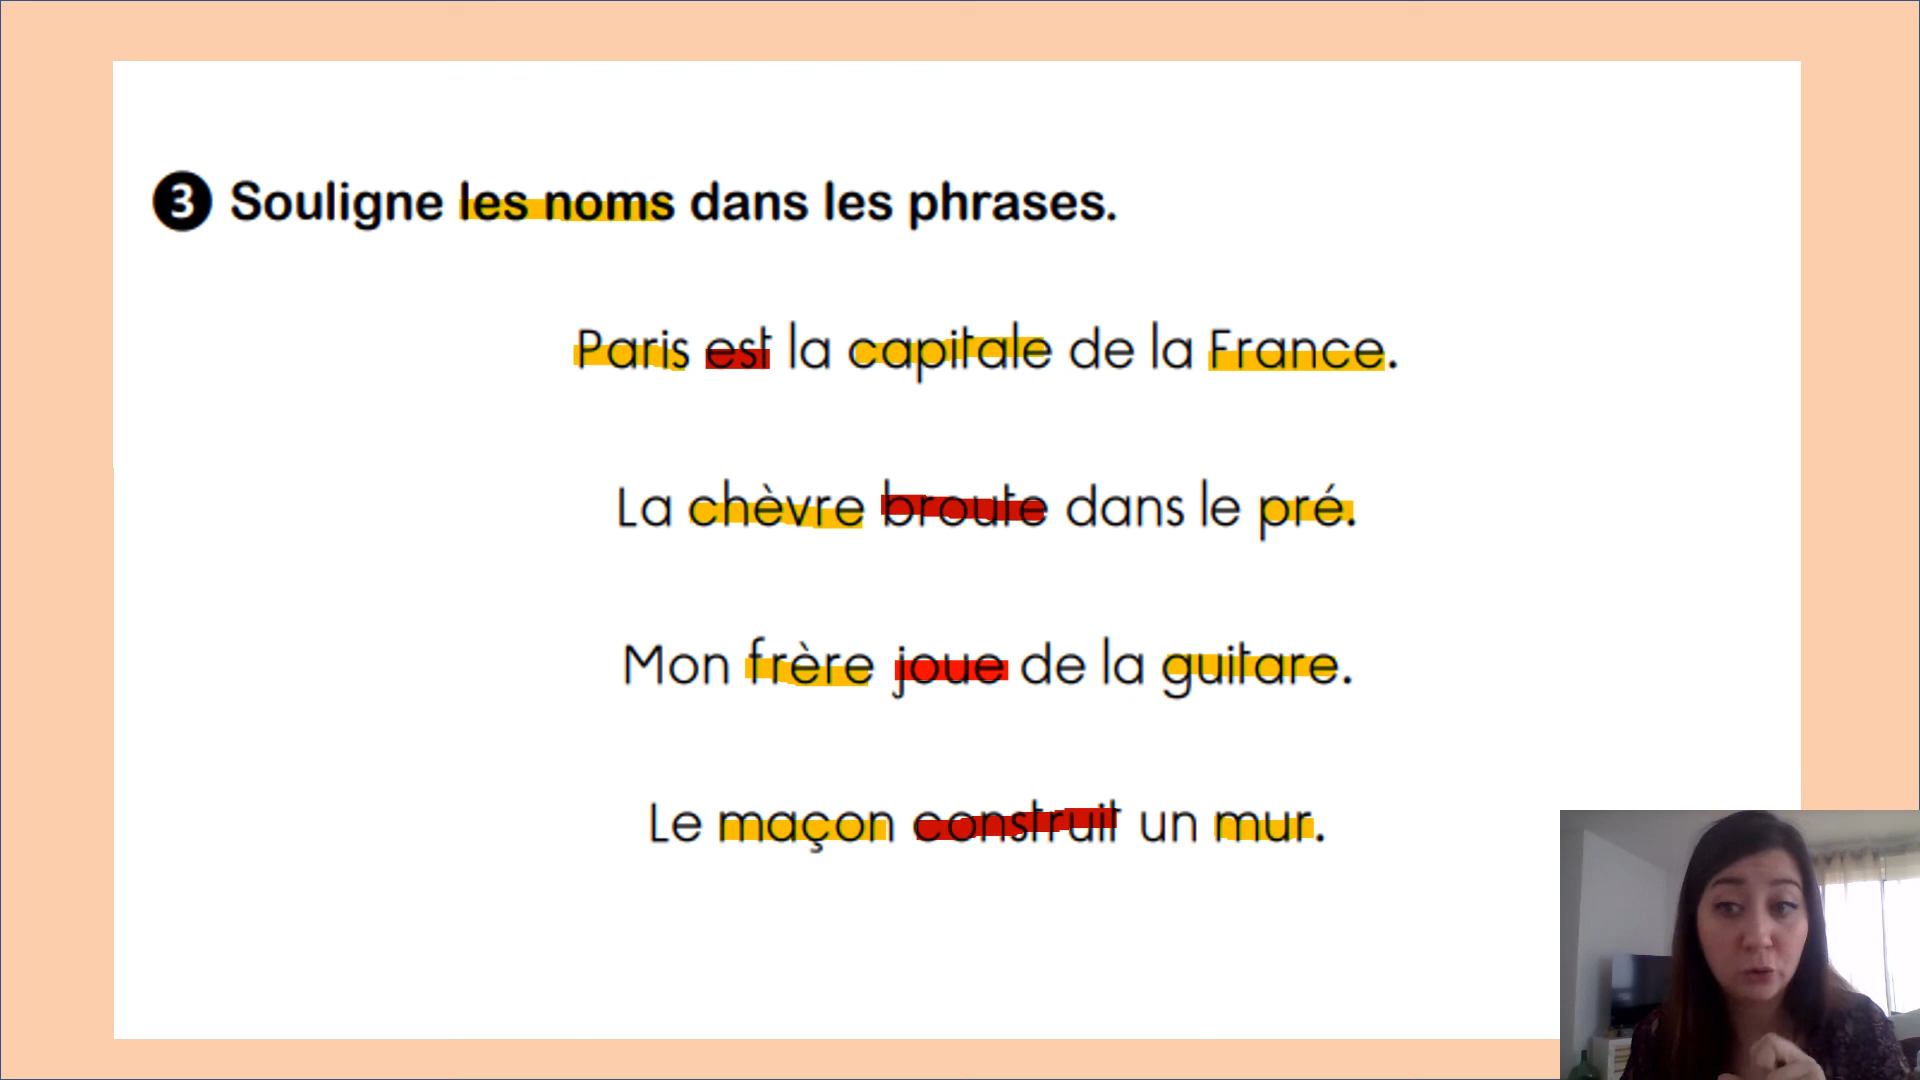 3 Souligne les noms dans les phrases.
Paris est la capitale de la France.
La chèvre broute dans le pré.
Mon frère joue de la guitare.
Le maçon construit un mur.